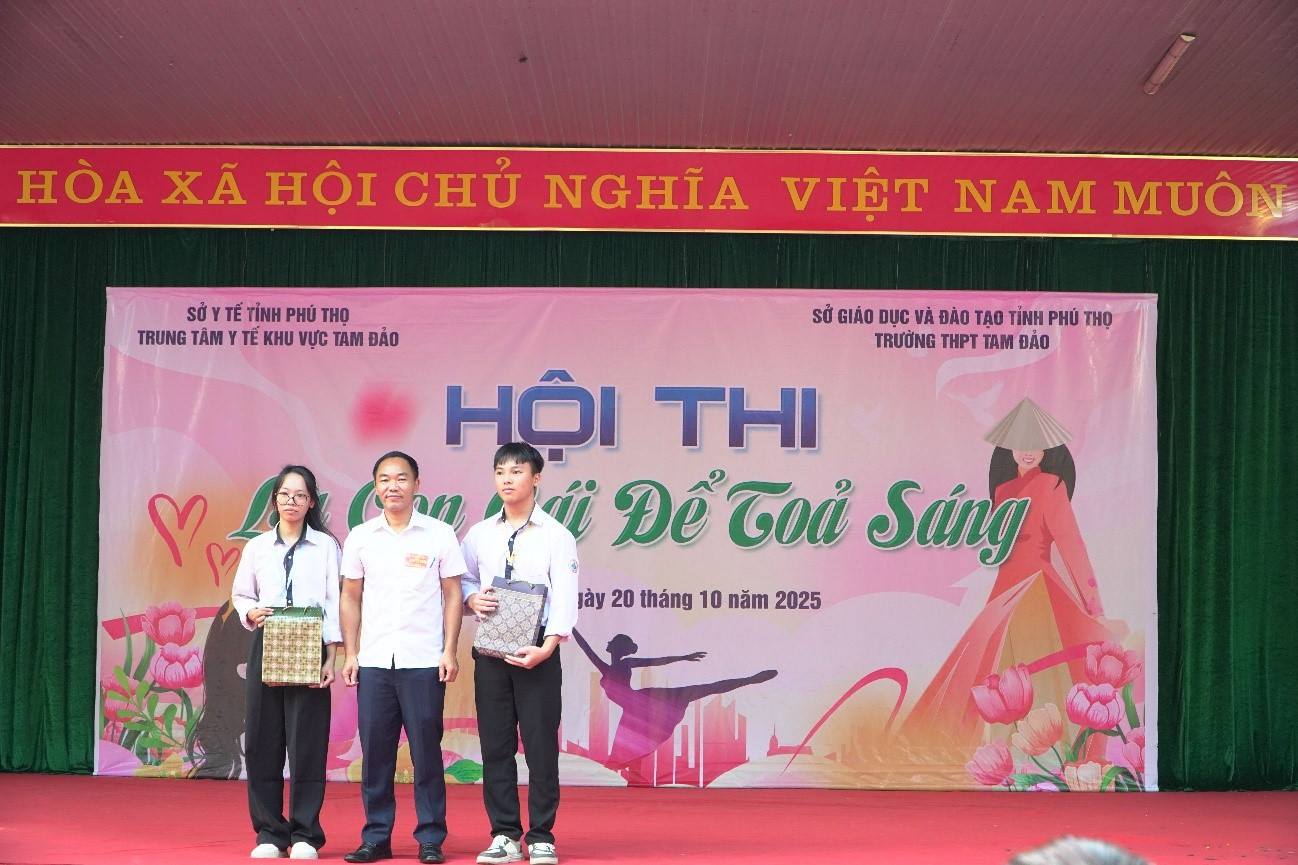 HÒA XÃ HỘI CHỦ NGHĨA VIỆT NAM MUÔN
SỞ Y TẾ TỈNH PHÚ THỌ
TRUNG TÂM Y TẾ KHU VỰC TAM ĐẢO
SỞ GIÁO DỤC VÀ ĐÀO TẠO TỈNH PHÚ THỌ
TRƯỜNG THPT TAM ĐẢO
HỘI THI
Để Toả Sáng
20 tháng 10 năm 2025